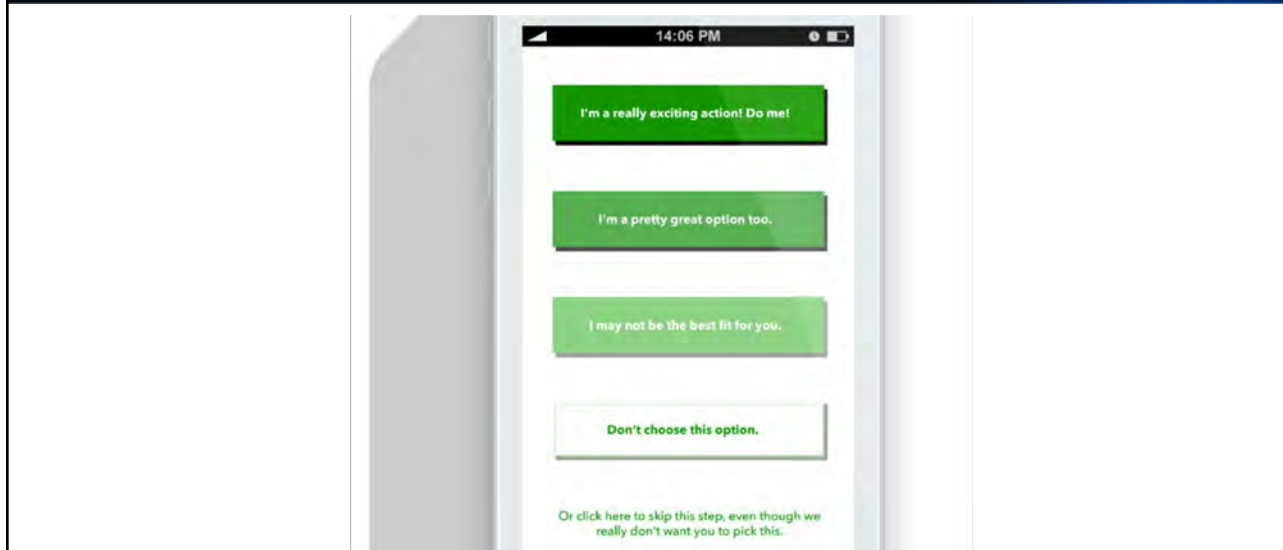 14:06 PM
I'm a really exciting action! Do me!
I'm a pretty great option too.
I may not be the best fit for you.
Don't choose this option.
Or click here to skip this step, even though we
really don't want you to pick this.